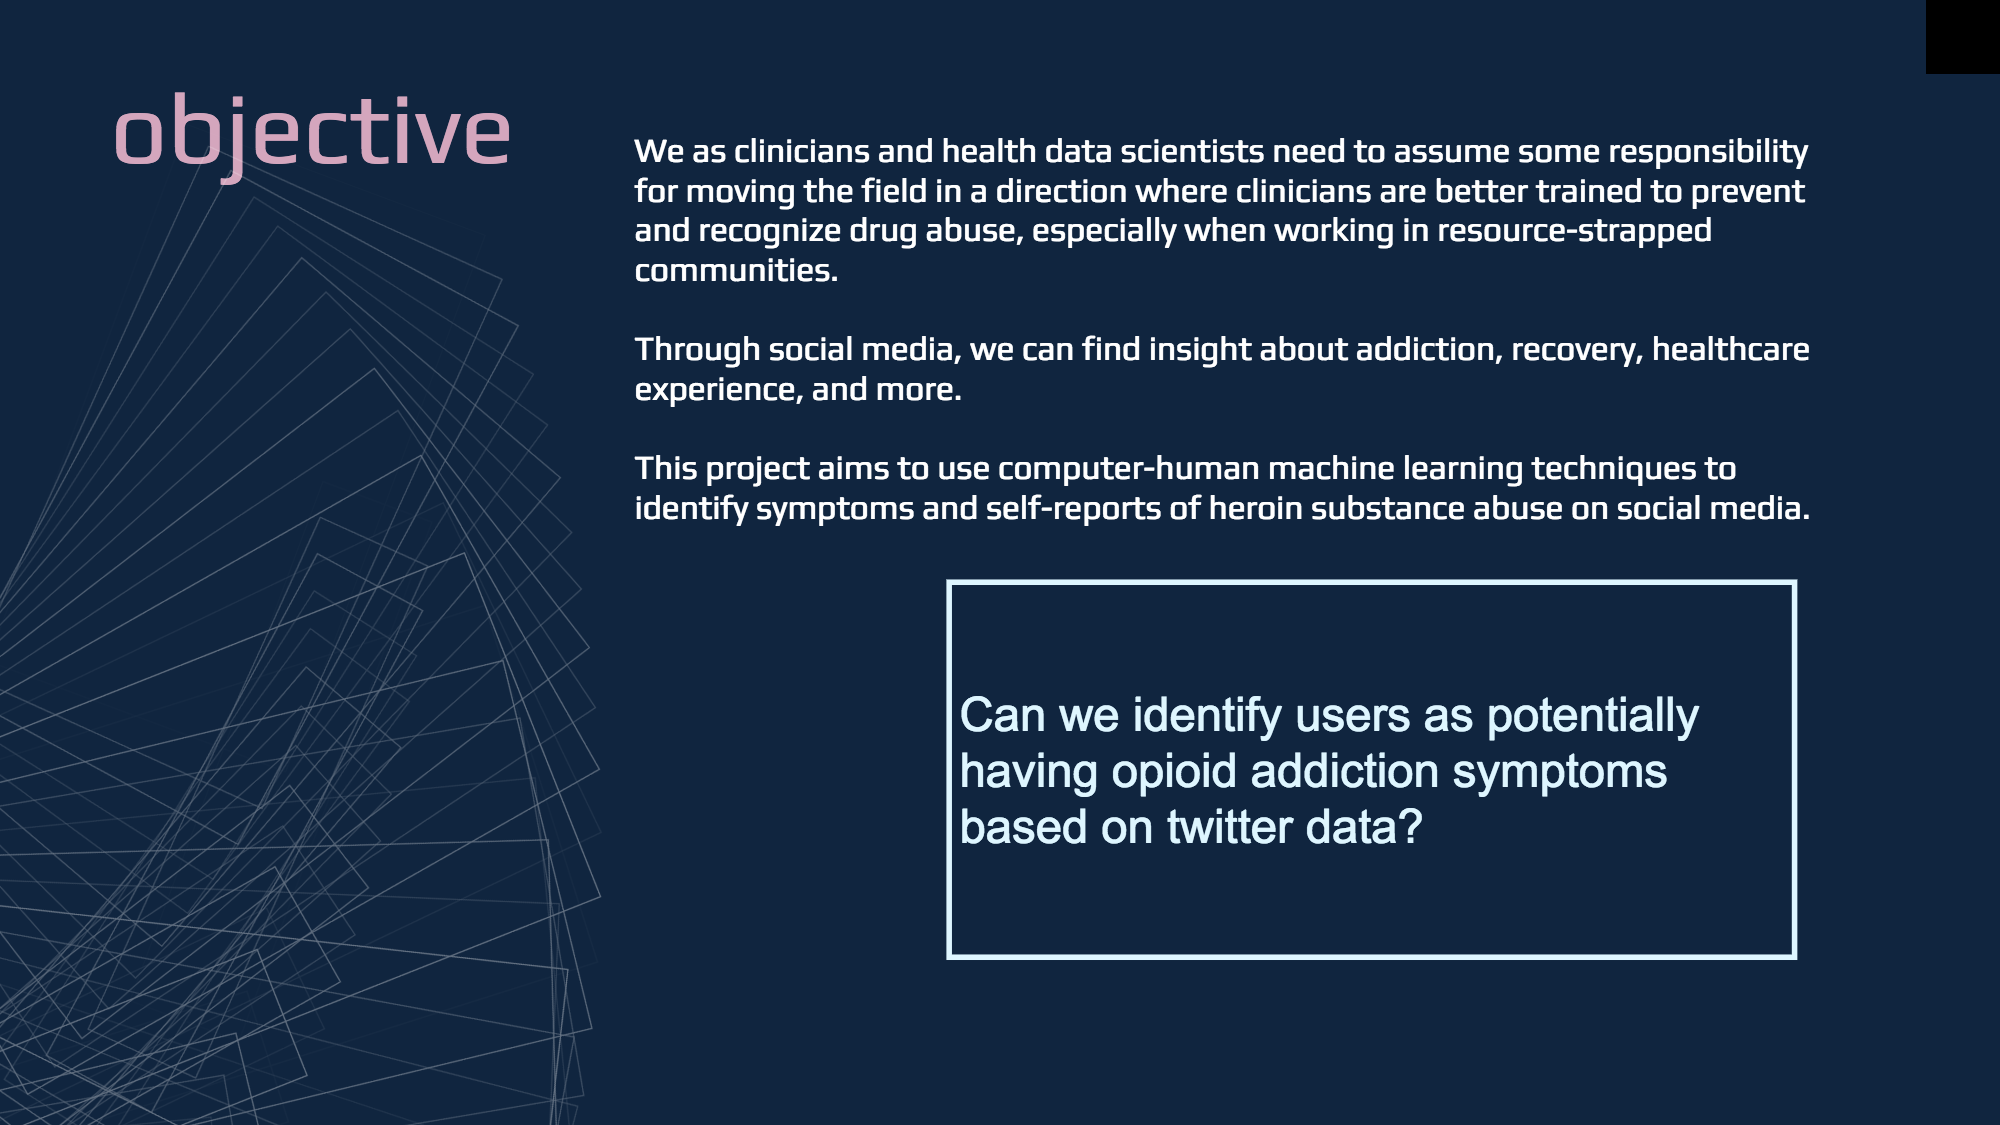 objective
We as clinicians and health data scientists need to assume some responsibility
for moving the field in a direction where clinicians are better trained to prevent
and recognize drug abuse, especially when working in resource-strapped
communities.
Through social media, we can find insight about addiction, recovery, healthcare
experience, and more.
This project aims to use computer-human machine learning techniques to
identify symptoms and self-reports of heroin substance abuse on social media.
Can we identify users as potentially
having opioid addiction symptoms
based on twitter data?